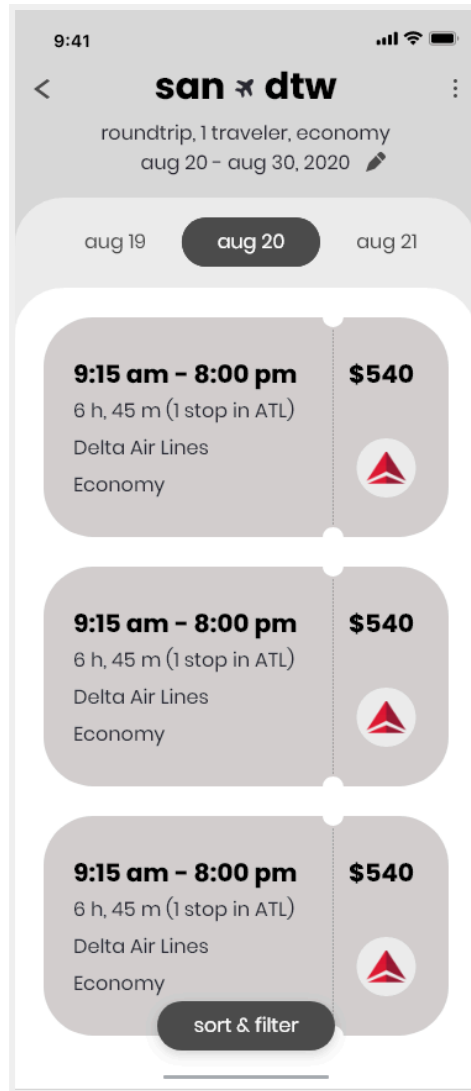 9:41
san dtw
roundtrip, 1 traveler, economy
aug 20 - aug 30, 2020
aug 19 aug 20 aug 21
9:15 am - 8:00 pm $540
6 h, 45 m (1 stop in ATL)
Delta Air Lines
Economy
9:15 am - 8:00 pm $540
6 h, 45 m (1 stop in ATL)
Delta Air Lines
Economy
9:15 am - 8:00 pm $540
6 h, 45 m (1 stop in ATL)
Delta Air Lines
Economy
sort & filter